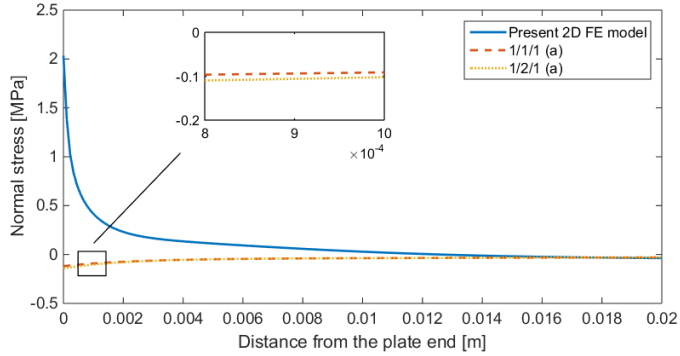 2.5
2
1.5
1
0.5
0
-0.5
Normal stress [MPa]
0
-0.1
-0.2
8 9 10
× 10⁻⁴
Present 2D FE model
1/1/1 (a)
1/2/1 (a)
0 0.002 0.004 0.006 0.008 0.01 0.012 0.014 0.016 0.018 0.02
Distance from the plate end [m]